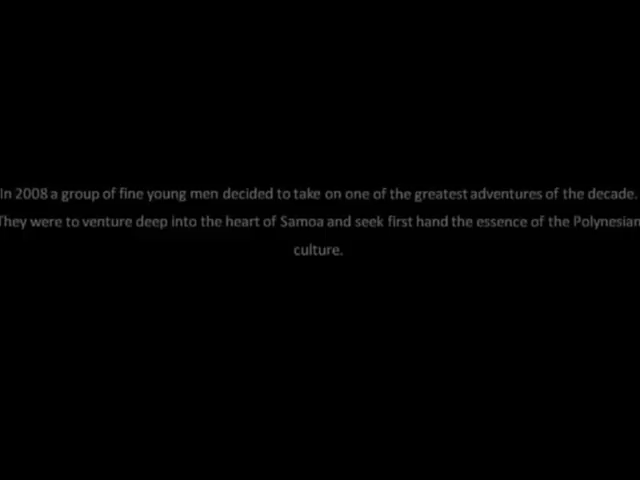 In 2008 a group of fine young men decided to take on one of the greatest adventures of the decade.
They were to venture deep into the heart of Samoa and seek first hand the essence of the Polynesian
culture.